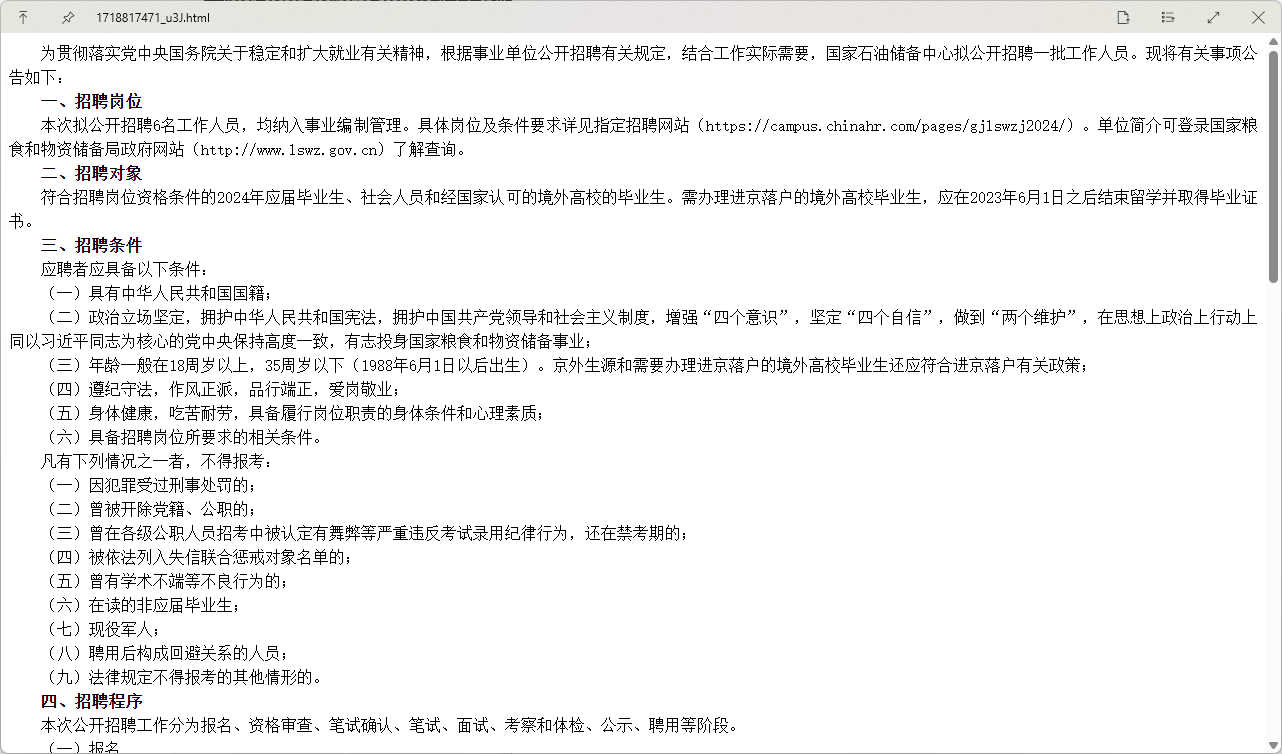 1718817471_u3J.html
为贯彻落实党中央国务院关于稳定和扩大就业有关精神，根据事业单位公开招聘有关规定，结合工作实际需要，国家石油储备中心拟公开招聘一批工作人员。现将有关事项公
告如下：
一、招聘岗位
本次拟公开招聘6名工作人员，均纳入事业编制管理。具体岗位及条件要求详见指定招聘网站（https://campus.chinahr.com/pages/gjlswzj2024/）。单位简介可登录国家粮
食和物资储备局政府网站（http://www.lswz.gov.cn）了解查询。
二、招聘对象
符合招聘岗位资格条件的2024年应届毕业生、社会人员和经国家认可的境外高校的毕业生。需办理进京落户的境外高校毕业生，应在2023年6月1日之后结束留学并取得毕业证
书。
三、招聘条件
应聘者应具备以下条件：
（一）具有中华人民共和国国籍；
（二）政治立场坚定，拥护中华人民共和国宪法，拥护中国共产党领导和社会主义制度，增强“四个意识”，坚定“四个自信”，做到“两个维护”，在思想上政治上行动上
同以习近平同志为核心的党中央保持高度一致，有志投身国家粮食和物资储备事业；
（三）年龄一般在18周岁以上，35周岁以下（1988年6月1日以后出生）。京外生源和需要办理进京落户的境外高校毕业生还应符合进京落户有关政策；
（四）遵纪守法，作风正派，品行端正，爱岗敬业；
（五）身体健康，吃苦耐劳，具备履行岗位职责的身体条件和心理素质；
（六）具备招聘岗位所要求的相关条件。
凡有下列情况之一者，不得报考：
（一）因犯罪受过刑事处罚的；
（二）曾被开除党籍、公职的；
（三）曾在各级公职人员招考中被认定有舞弊等严重违反考试录用纪律行为，还在禁考期的；
（四）被依法列入失信联合惩戒对象名单的；
（五）曾有学术不端等不良行为的；
（六）在读的非应届毕业生；
（七）现役军人；
（八）聘用后构成回避关系的人员；
（九）法律规定不得报考的其他情形的。
四、招聘程序
本次公开招聘工作分为报名、资格审查、笔试确认、笔试、面试、考察和体检、公示、聘用等阶段。
（一）报名